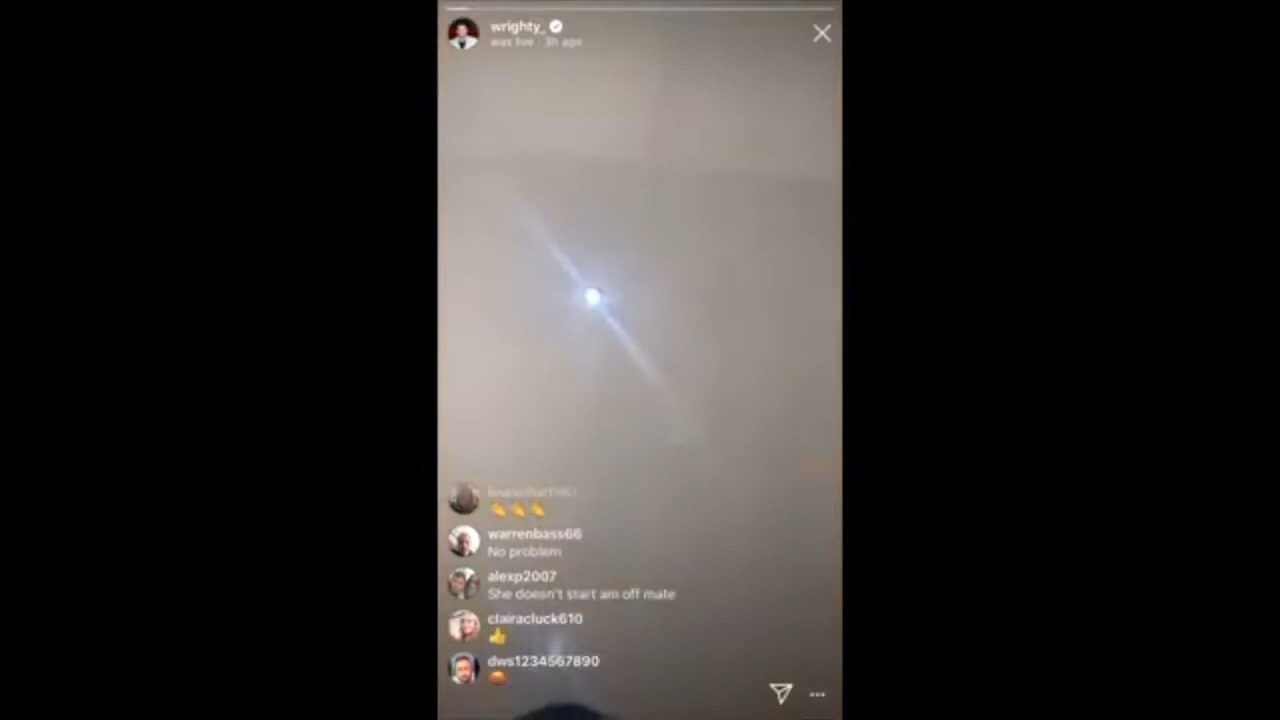 wrighty_
was live · 3h ago
warrenbass66
No problem
alexp2007
She doesn't start am off mate
clairacluck610
dws1234567890